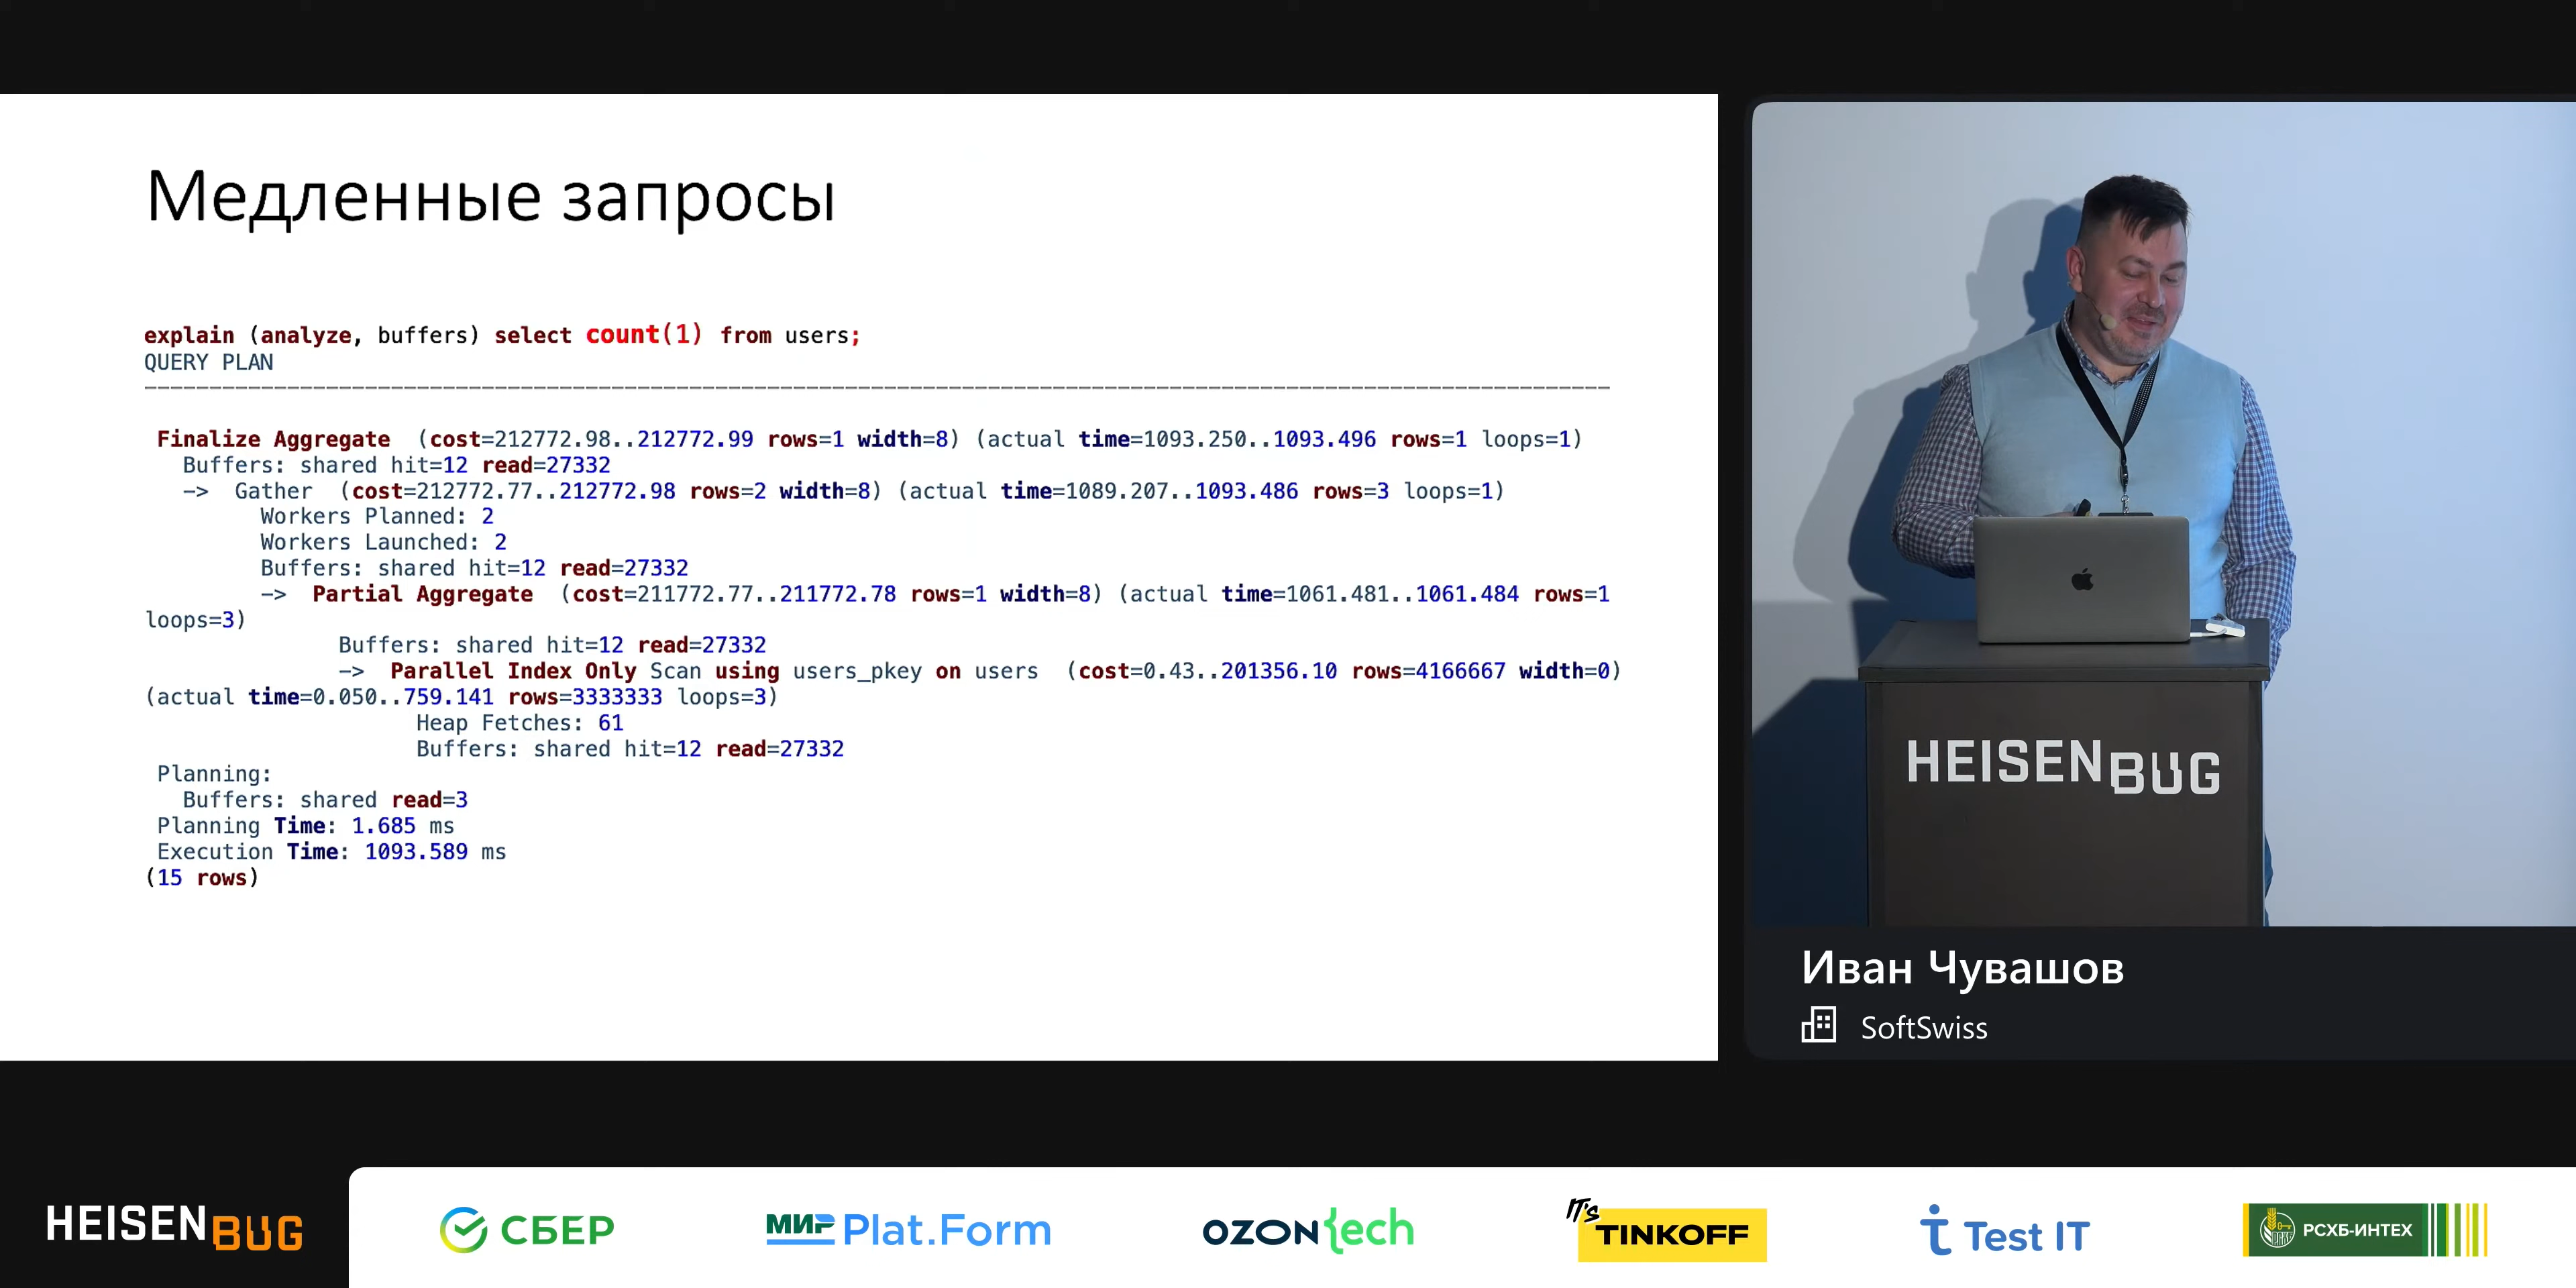 Медленные запросы
explain (analyze, buffers) select count(1) from users;
QUERY PLAN
--------------------------------------------------------------------------------
Finalize Aggregate (cost=212772.98..212772.99 rows=1 width=8) (actual time=1093.250..1093.496 rows=1 loops=1)
Buffers: shared hit=12 read=27332
-> Gather (cost=212772.77..212772.98 rows=2 width=8) (actual time=1089.207..1093.486 rows=3 loops=1)
Workers Planned: 2
Workers Launched: 2
Buffers: shared hit=12 read=27332
-> Partial Aggregate (cost=211772.77..211772.78 rows=1 width=8) (actual time=1061.481..1061.484 rows=1
loops=3)
Buffers: shared hit=12 read=27332
-> Parallel Index Only Scan using users_pkey on users (cost=0.43..201356.10 rows=4166667 width=0)
(actual time=0.050..759.141 rows=3333333 loops=3)
Heap Fetches: 61
Buffers: shared hit=12 read=27332
Planning:
Buffers: shared read=3
Planning Time: 1.685 ms
Execution Time: 1093.589 ms
(15 rows)
HEISENBUG
Иван Чувашов
SoftSwiss
HEISENBUG
СБЕР
МИР Plat.Form
OZON{tech
IT's TINKOFF
Test IT
РСХБ-ИНТЕХ